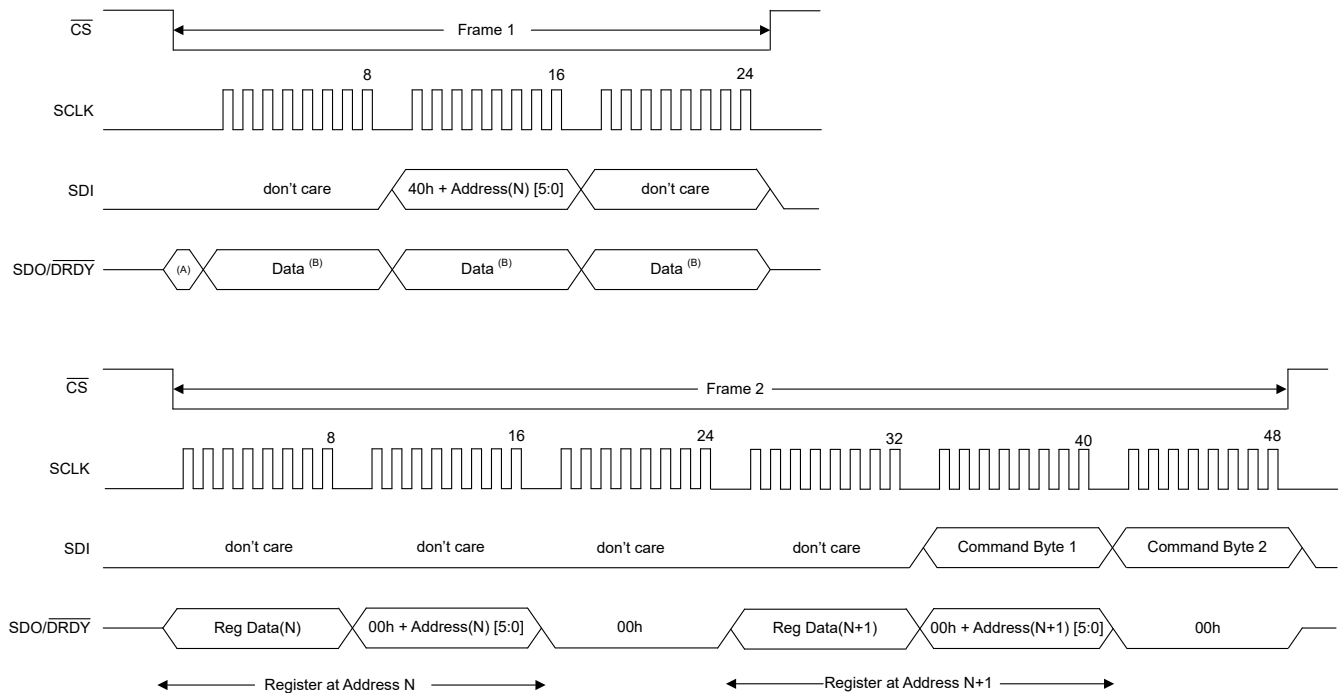 CS
Frame 1
8
16
24
SCLK
SDI
don't care
40h + Address(N) [5:0]
don't care
SDO/DRDY
(A)
Data (B)
Data (B)
Data (B)
CS
Frame 2
8
16
24
32
40
48
SCLK
SDI
don't care
don't care
don't care
don't care
Command Byte 1
Command Byte 2
SDO/DRDY
Reg Data(N)
00h + Address(N) [5:0]
00h
Reg Data(N+1)
00h + Address(N+1) [5:0]
00h
Register at Address N
Register at Address N+1